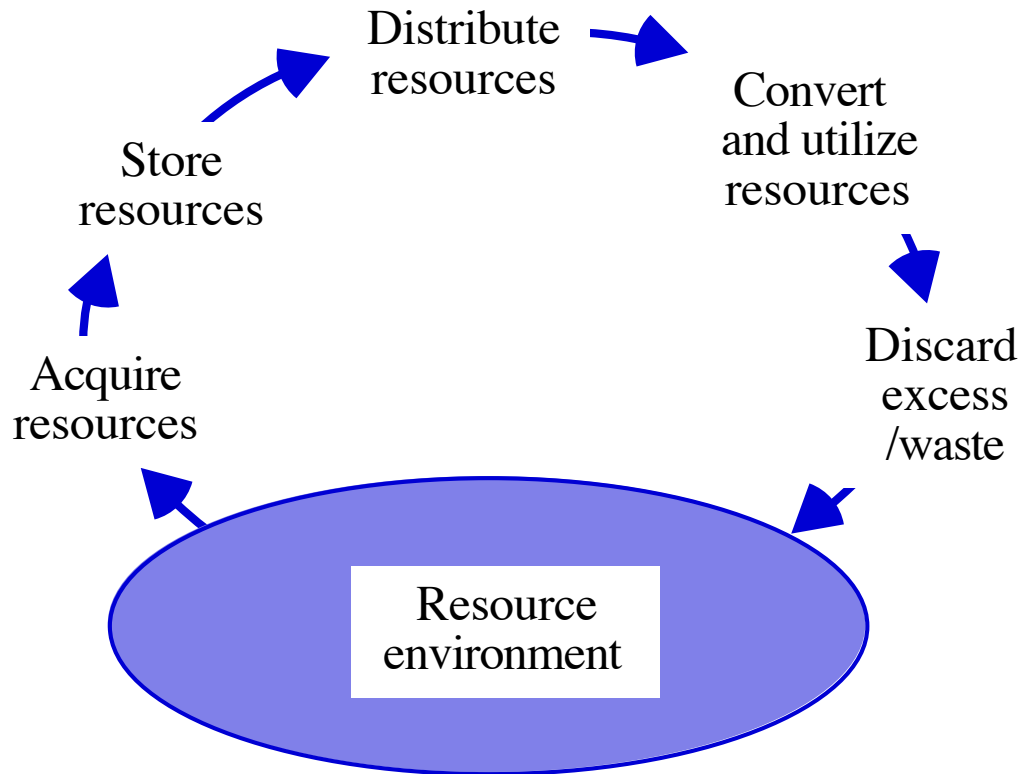 Distribute
resources
Convert
and utilize
resources
Store
resources
Discard
excess
/waste
Acquire
resources
Resource
environment